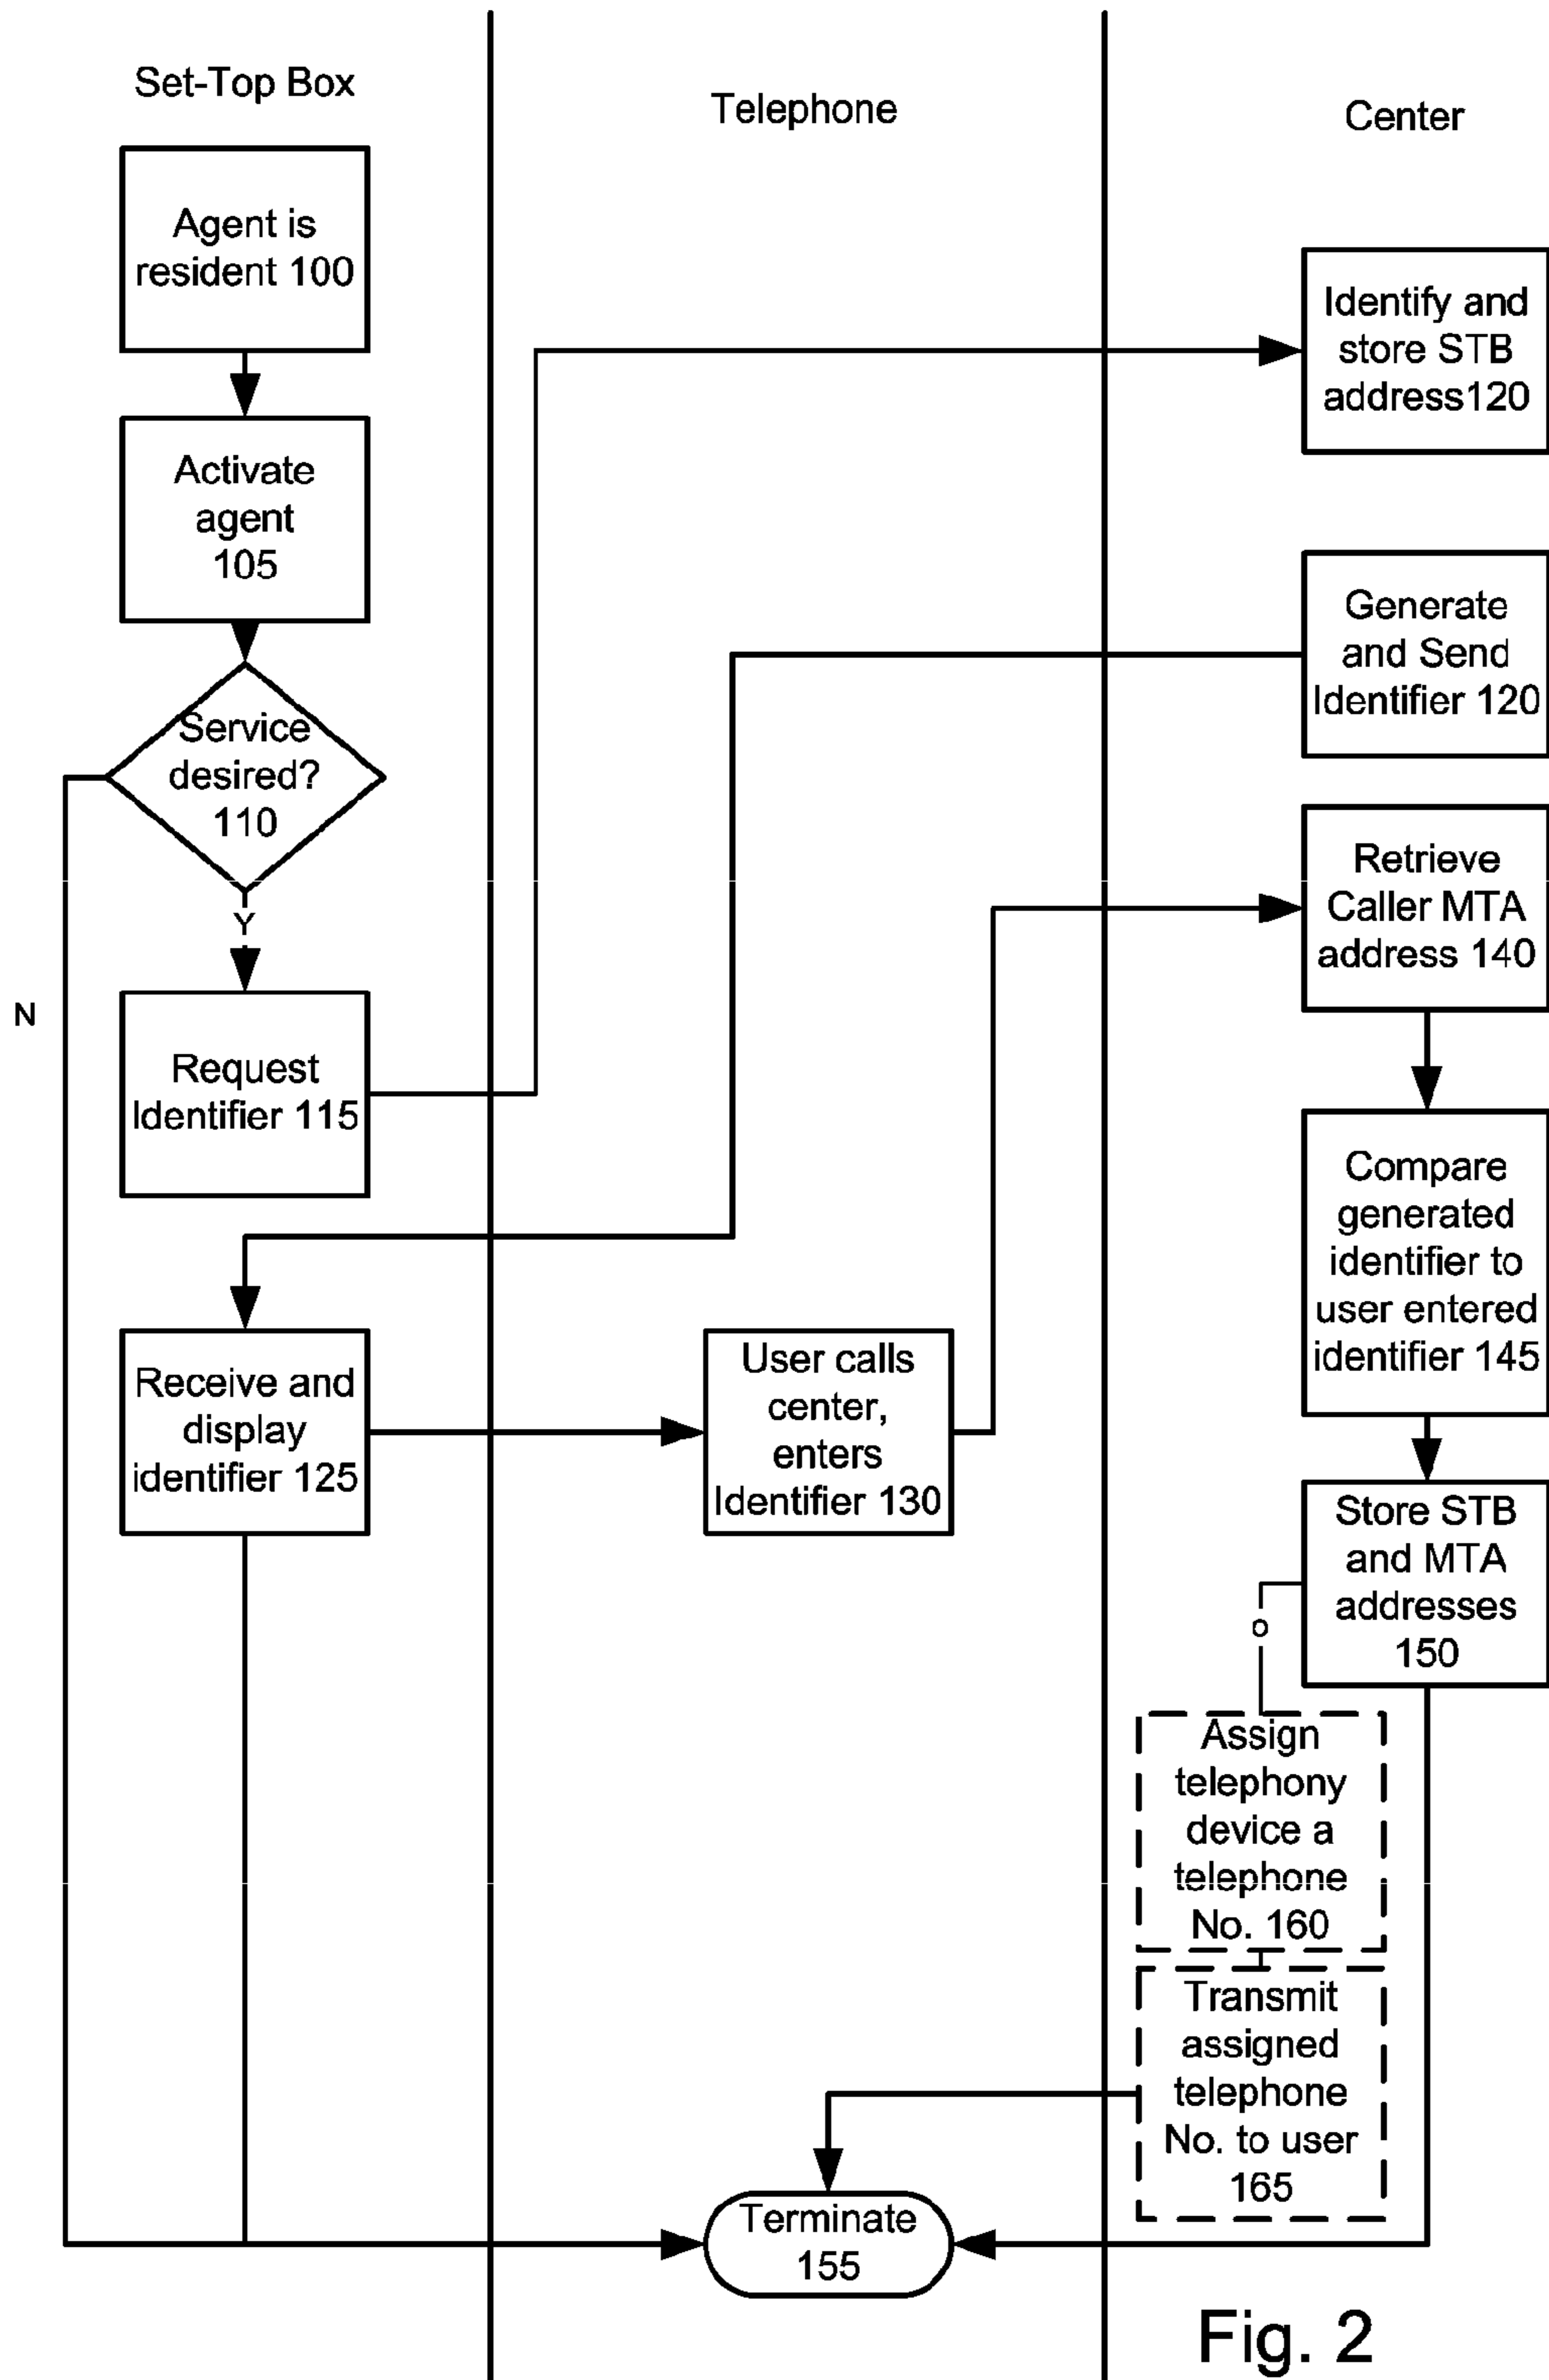 Set-Top Box
Telephone
Center
Agent is
resident 100
Identify and
store STB
address120
Activate
agent
105
Generate
and Send
Identifier 120
Service
desired?
110
Y
N
Retrieve
Caller MTA
address 140
Request
Identifier 115
Compare
generated
identifier to
user entered
identifier 145
Receive and
display
identifier 125
User calls
center,
enters
Identifier 130
Store STB
and MTA
addresses
150
o
Assign
telephony
device a
telephone
No. 160
Transmit
assigned
telephone
No. to user
165
Terminate
155
Fig. 2